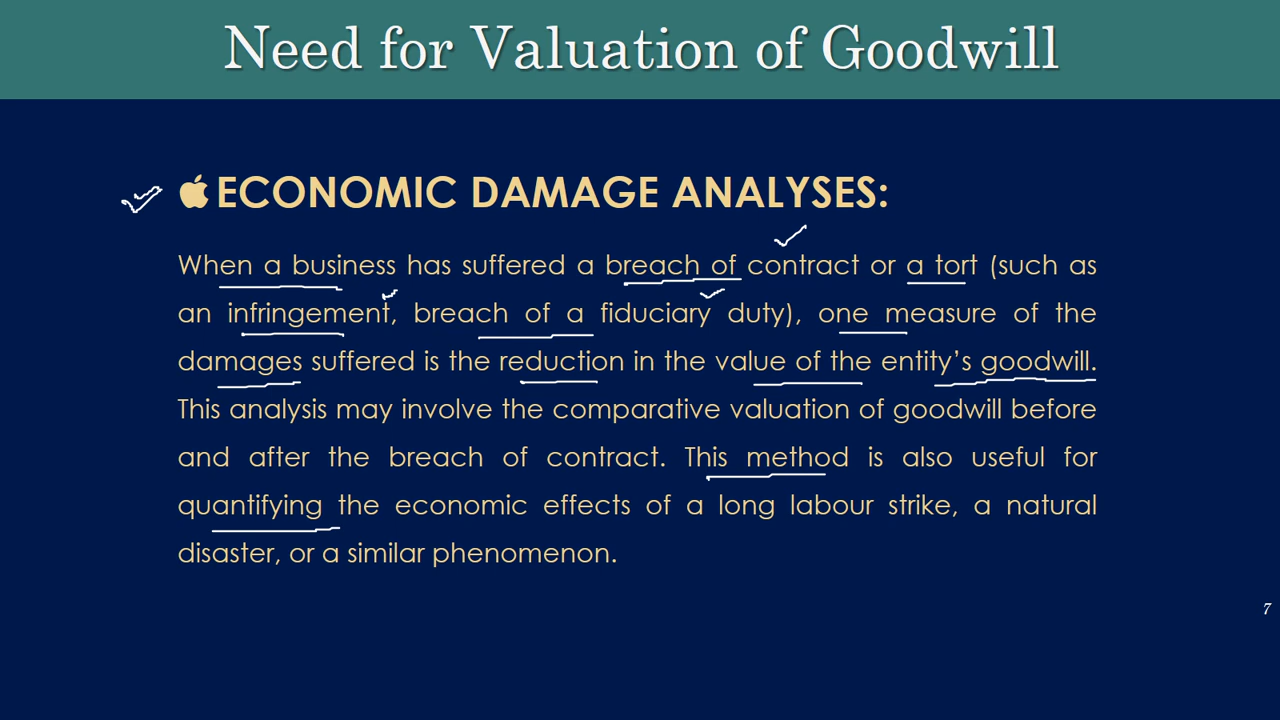 Need for Valuation of Goodwill
ECONOMIC DAMAGE ANALYSES:
When a business has suffered a breach of contract or a tort (such as
an infringement, breach of a fiduciary duty), one measure of the
damages suffered is the reduction in the value of the entity’s goodwill.
This analysis may involve the comparative valuation of goodwill before
and after the breach of contract. This method is also useful for
quantifying the economic effects of a long labour strike, a natural
disaster, or a similar phenomenon.
7